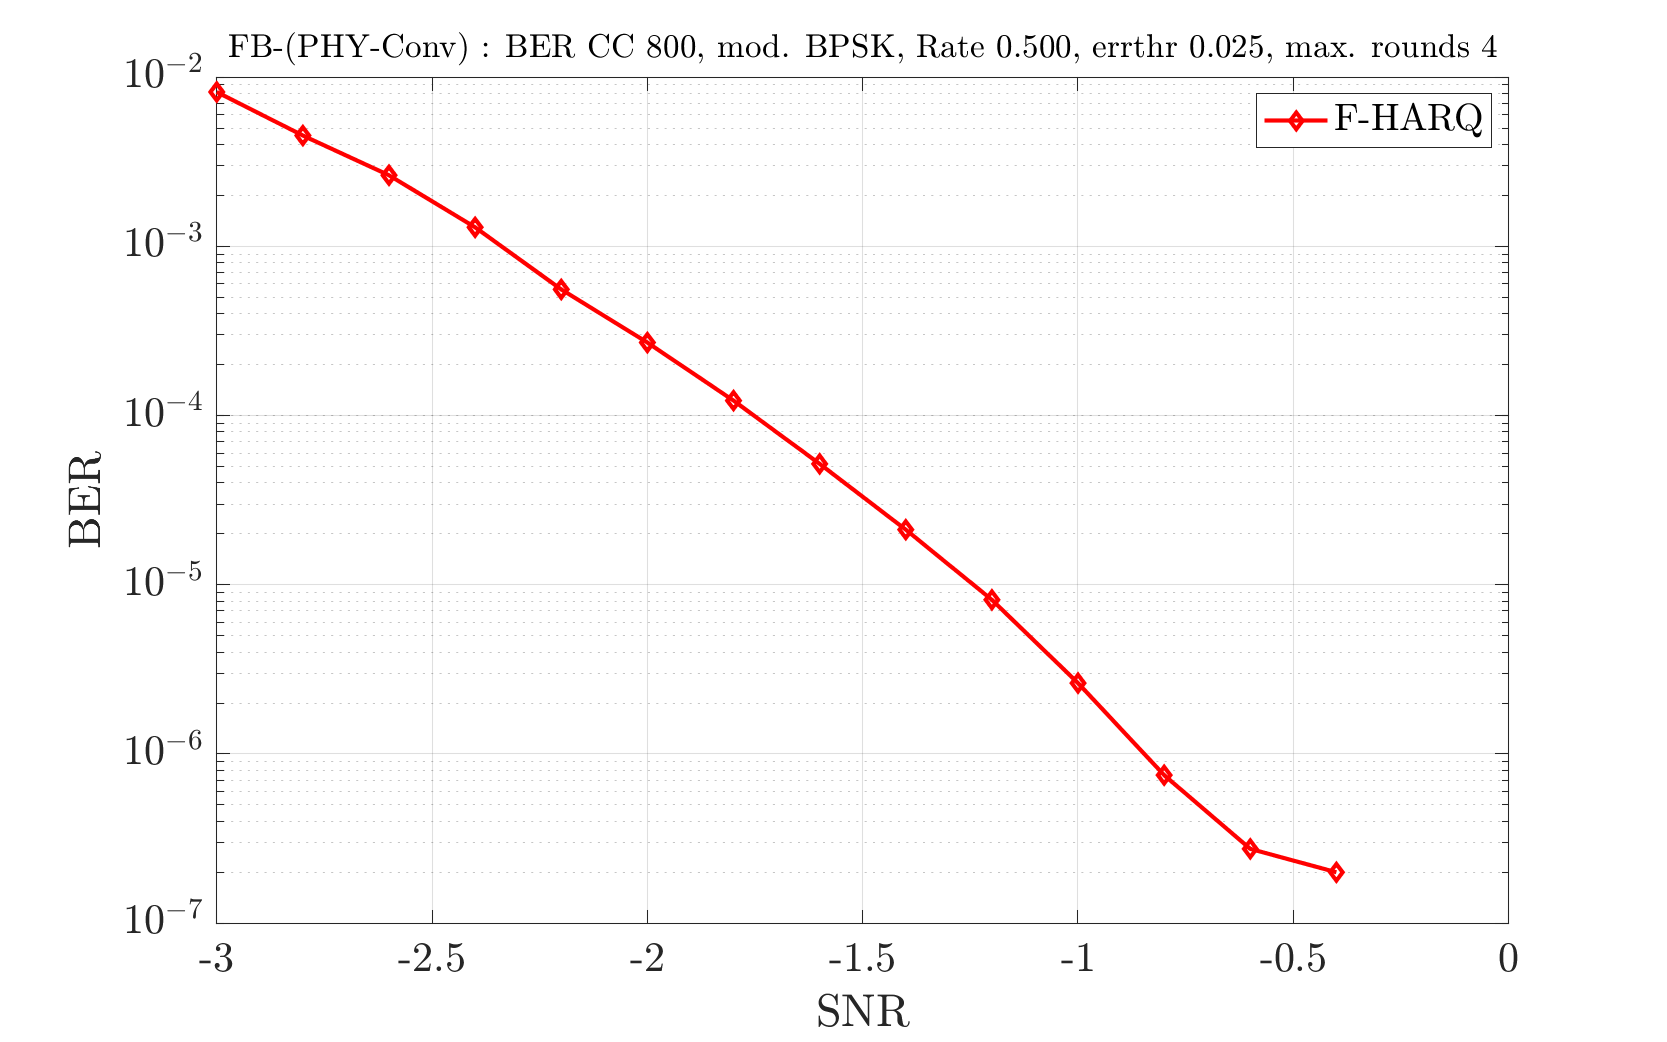 FB-(PHY-Conv) : BER CC 800, mod. BPSK, Rate 0.500, errthr 0.025, max. rounds 4
F-HARQ
10^{-2}
10^{-3}
10^{-4}
10^{-5}
10^{-6}
10^{-7}
BER
-3 -2.5 -2 -1.5 -1 -0.5 0
SNR